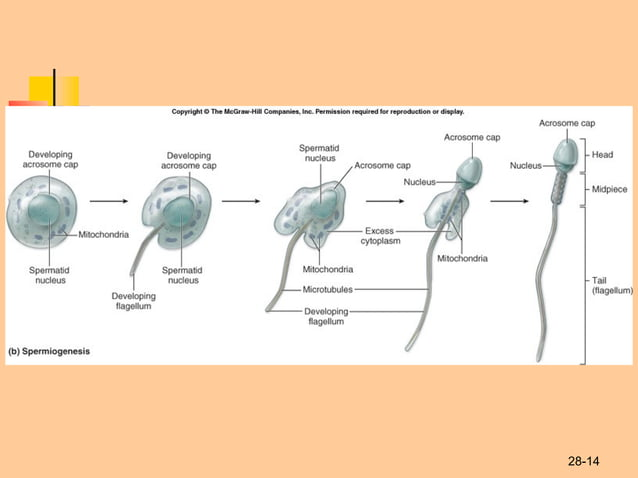 Copyright © The McGraw-Hill Companies, Inc. Permission required for reproduction or display.
Developing
acrosome cap
Mitochondria
Spermatid
nucleus
Developing
acrosome cap
Spermatid
nucleus
Developing
flagellum
Spermatid
nucleus
Acrosome cap
Excess
cytoplasm
Mitochondria
Microtubules
Developing
flagellum
Acrosome cap
Nucleus
Mitochondria
Acrosome cap
Nucleus
Head
Midpiece
Tail
(flagellum)
(b) Spermiogenesis
28-14